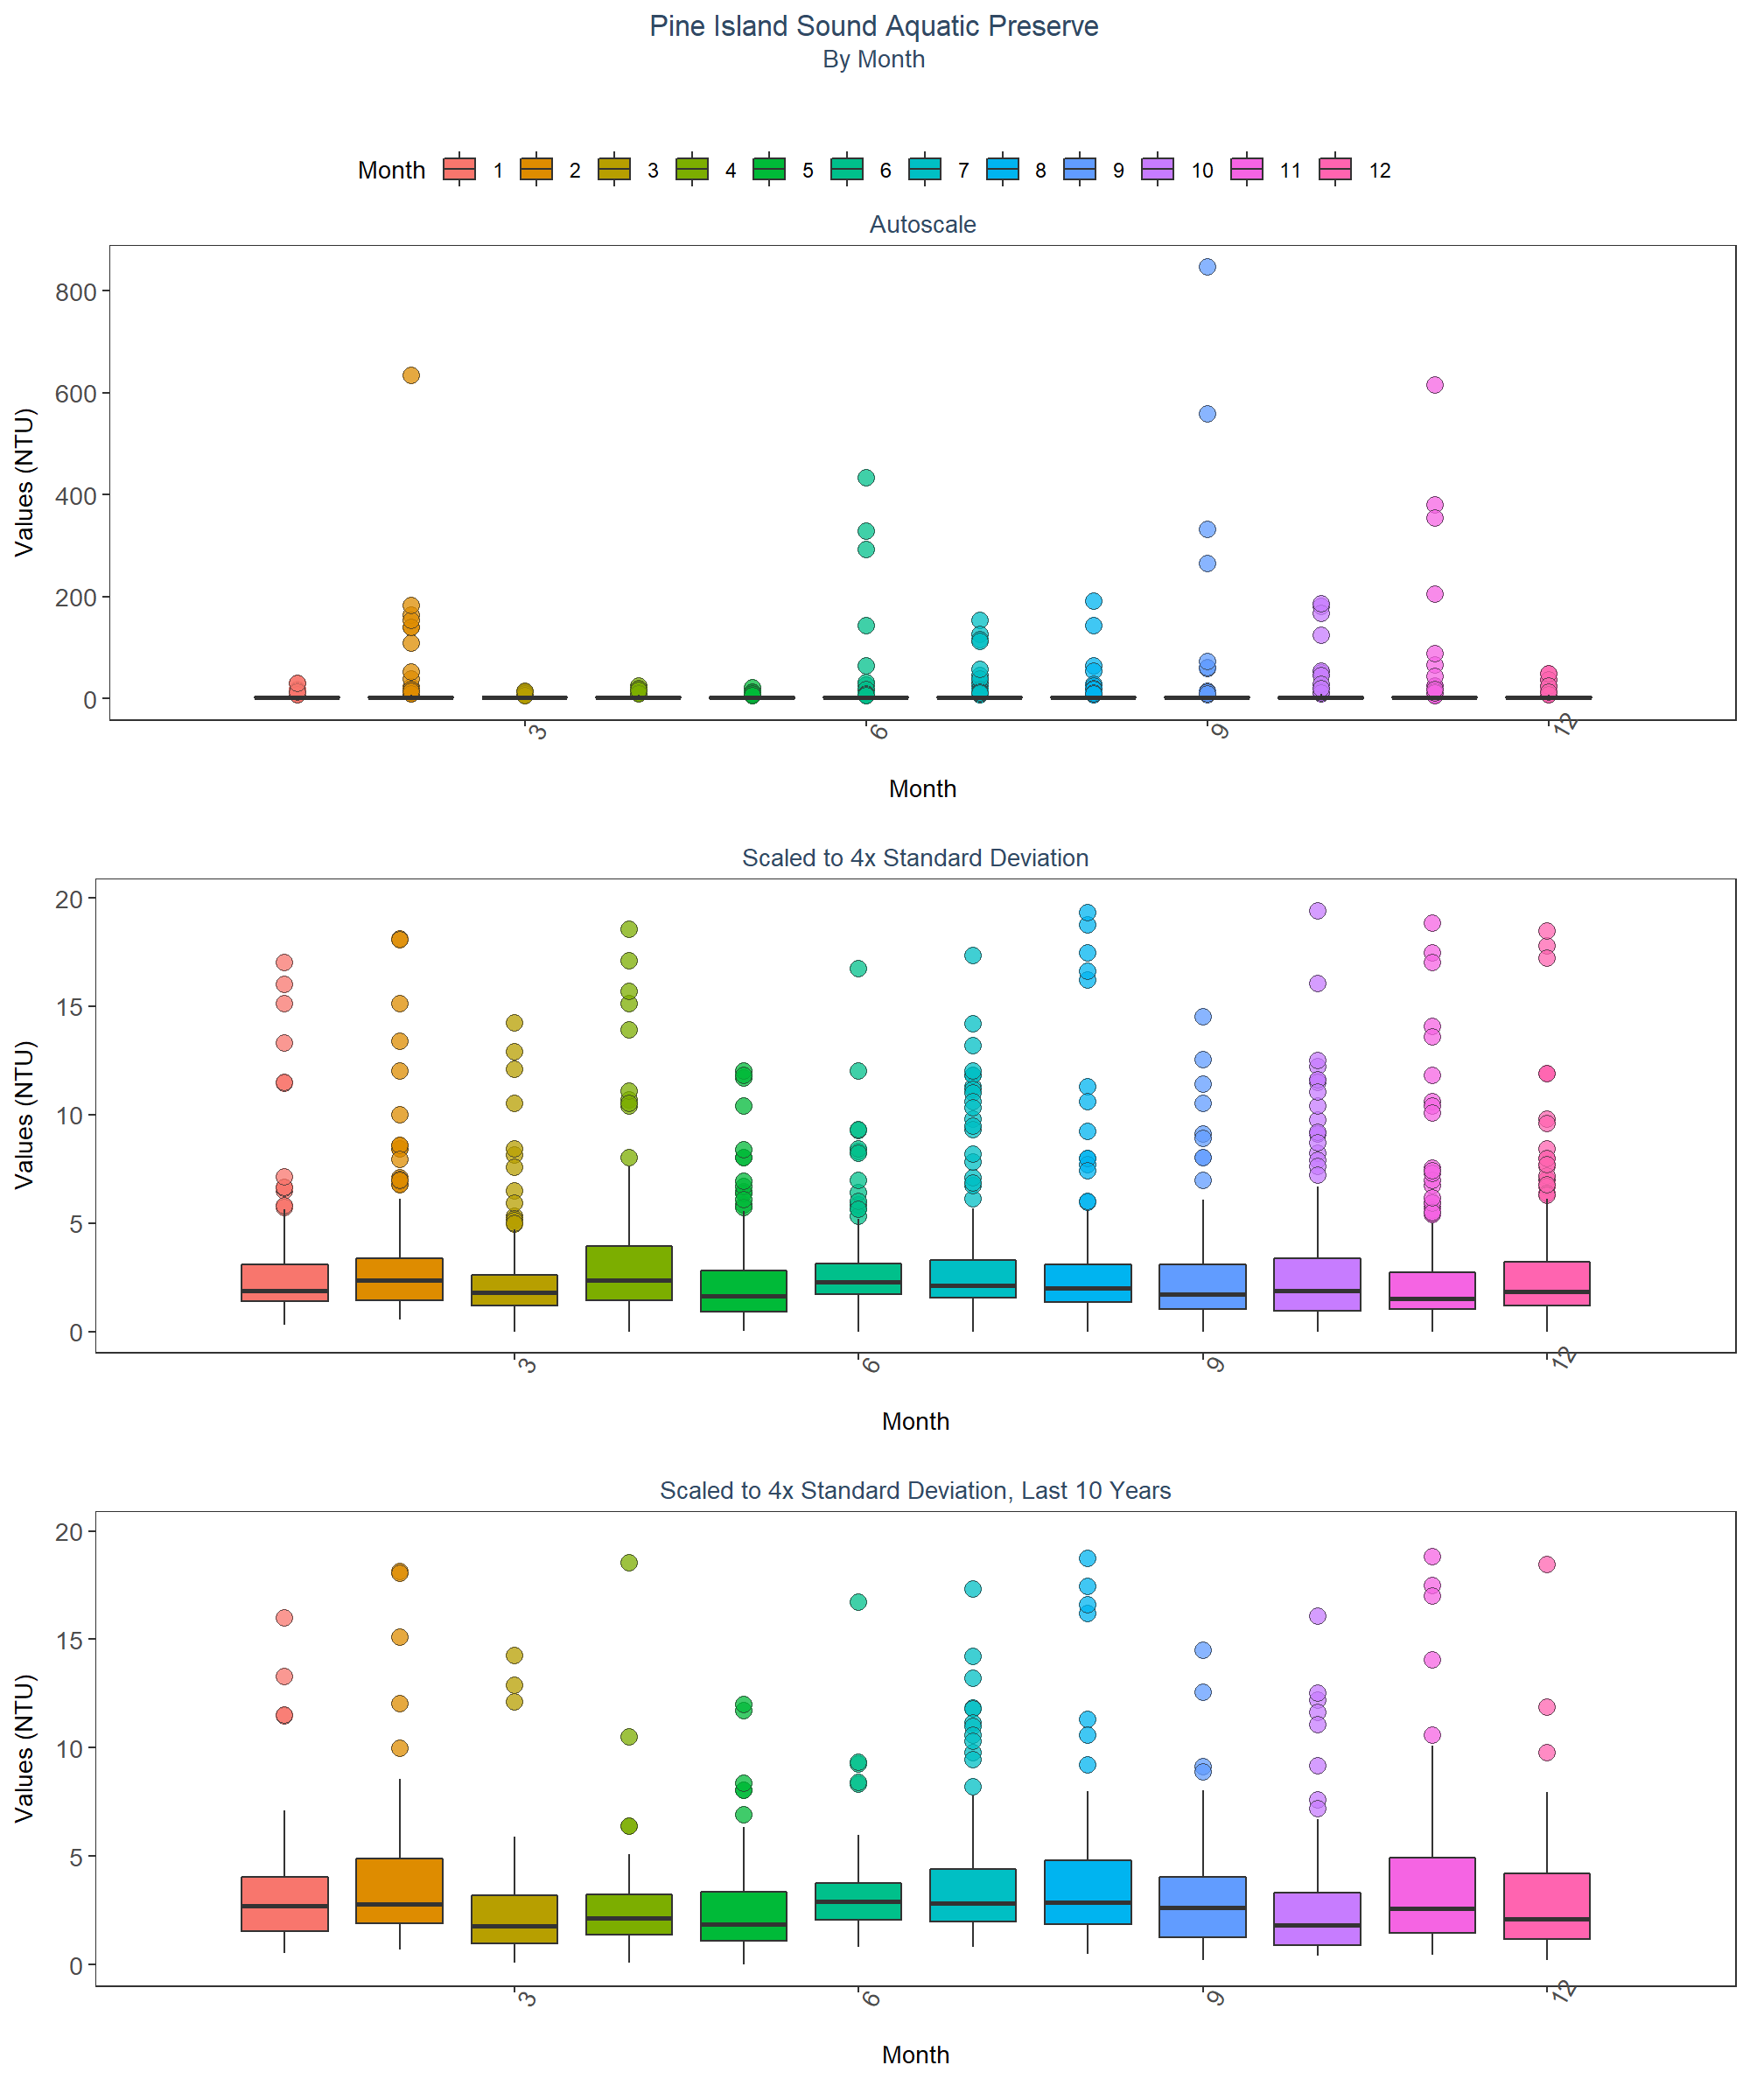 Pine Island Sound Aquatic Preserve
By Month
Month 1 2 3 4 5 6 7 8 9 10 11 12
Autoscale
800
600
400
200
0
Values (NTU)
3 6 9 12
Month
Scaled to 4x Standard Deviation
20
15
10
5
0
Values (NTU)
3 6 9 12
Month
Scaled to 4x Standard Deviation, Last 10 Years
20
15
10
5
0
Values (NTU)
3 6 9 12
Month